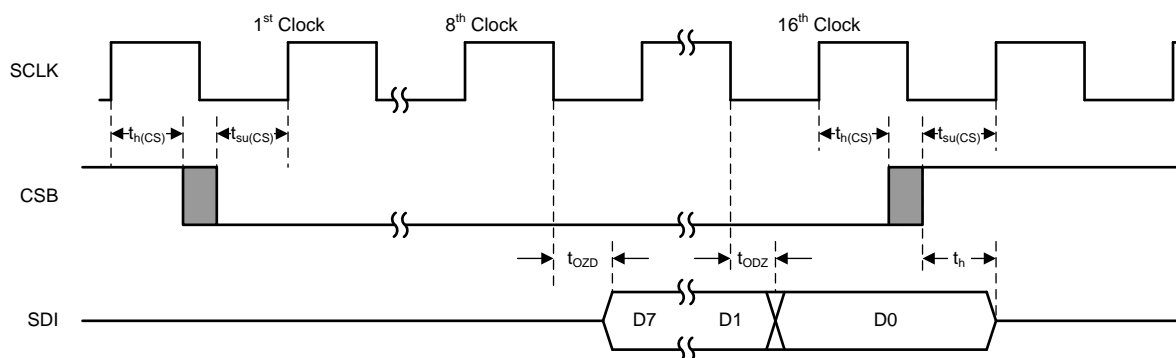 1st Clock 8th Clock 16th Clock
SCLK
th(CS) tsu(CS) th(CS) tsu(CS)
CSB
tOZD tODZ th
SDI D7 D1 D0